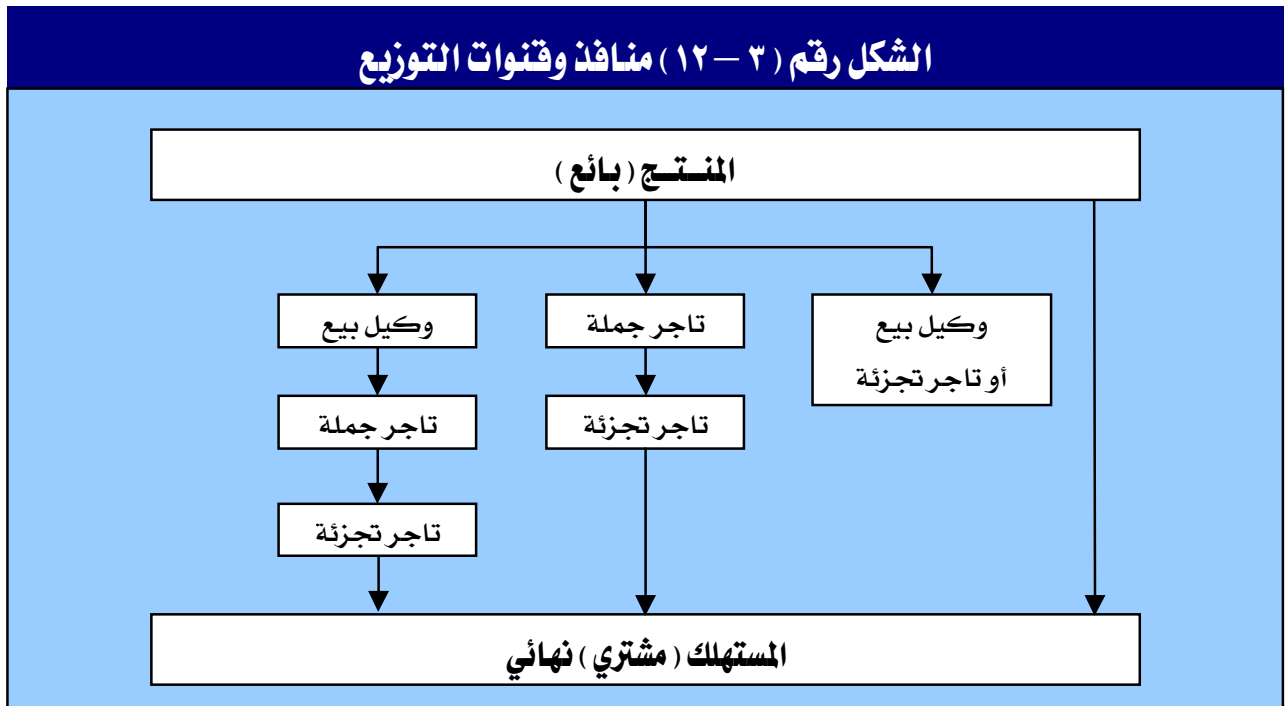 الشكل رقم ( ٣ – ١٢ ) منافذ وقنوات التوزيع
المنـــتـــج ( بائع )
وكيل بيع
أو تاجر تجزئة
تاجر جملة
تاجر تجزئة
وكيل بيع
تاجر جملة
تاجر تجزئة
المستهلك ( مشتري ) نهائي